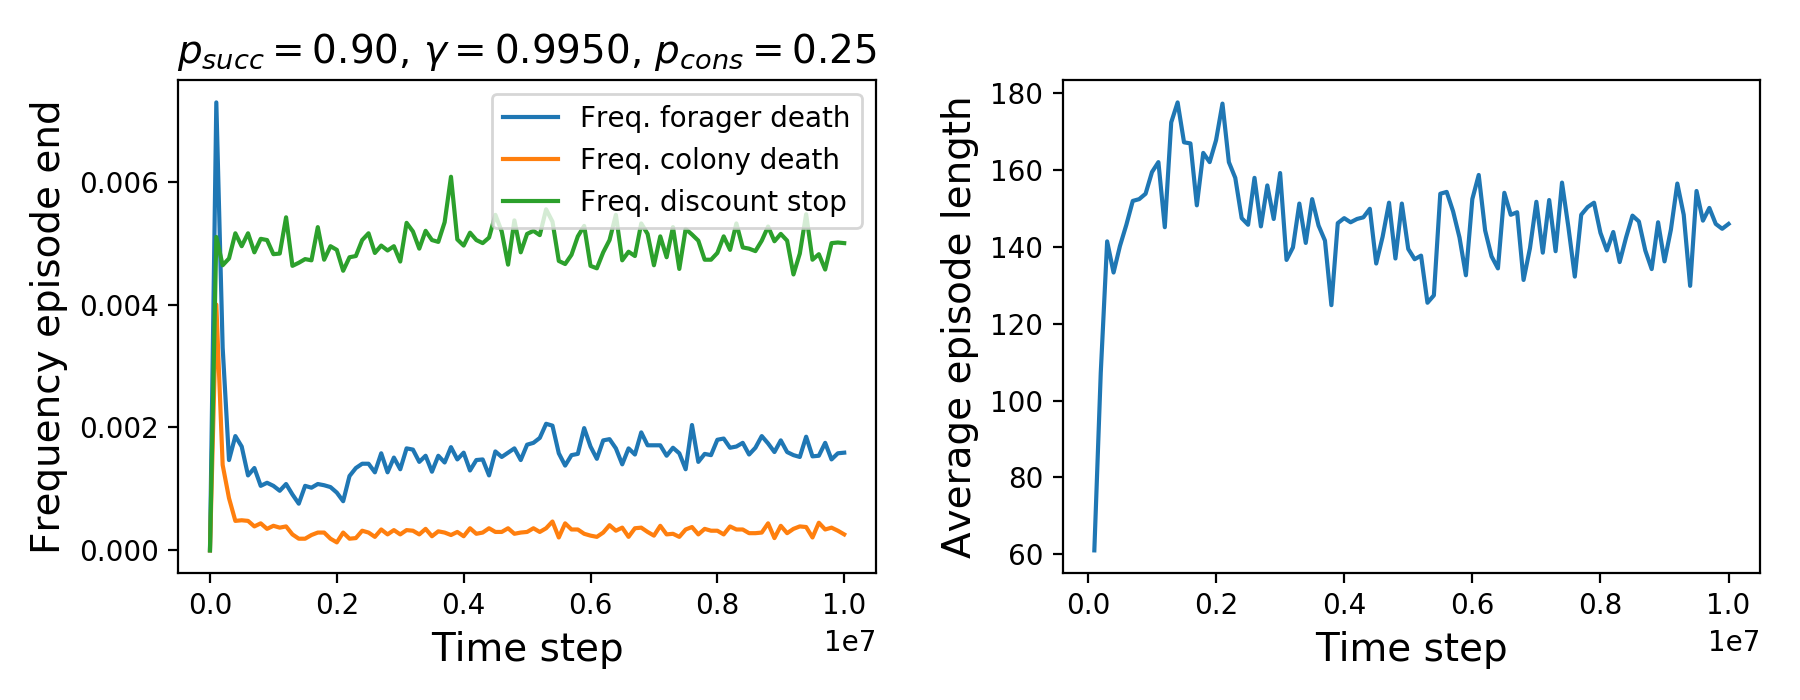 p_succ = 0.90, γ = 0.9950, p_cons = 0.25
Frequency episode end
0.006
0.004
0.002
0.000
Freq. forager death
Freq. colony death
Freq. discount stop
0.0 0.2 0.4 0.6 0.8 1.0
1e7
Time step
Average episode length
180
160
140
120
100
80
60
0.0 0.2 0.4 0.6 0.8 1.0
1e7
Time step